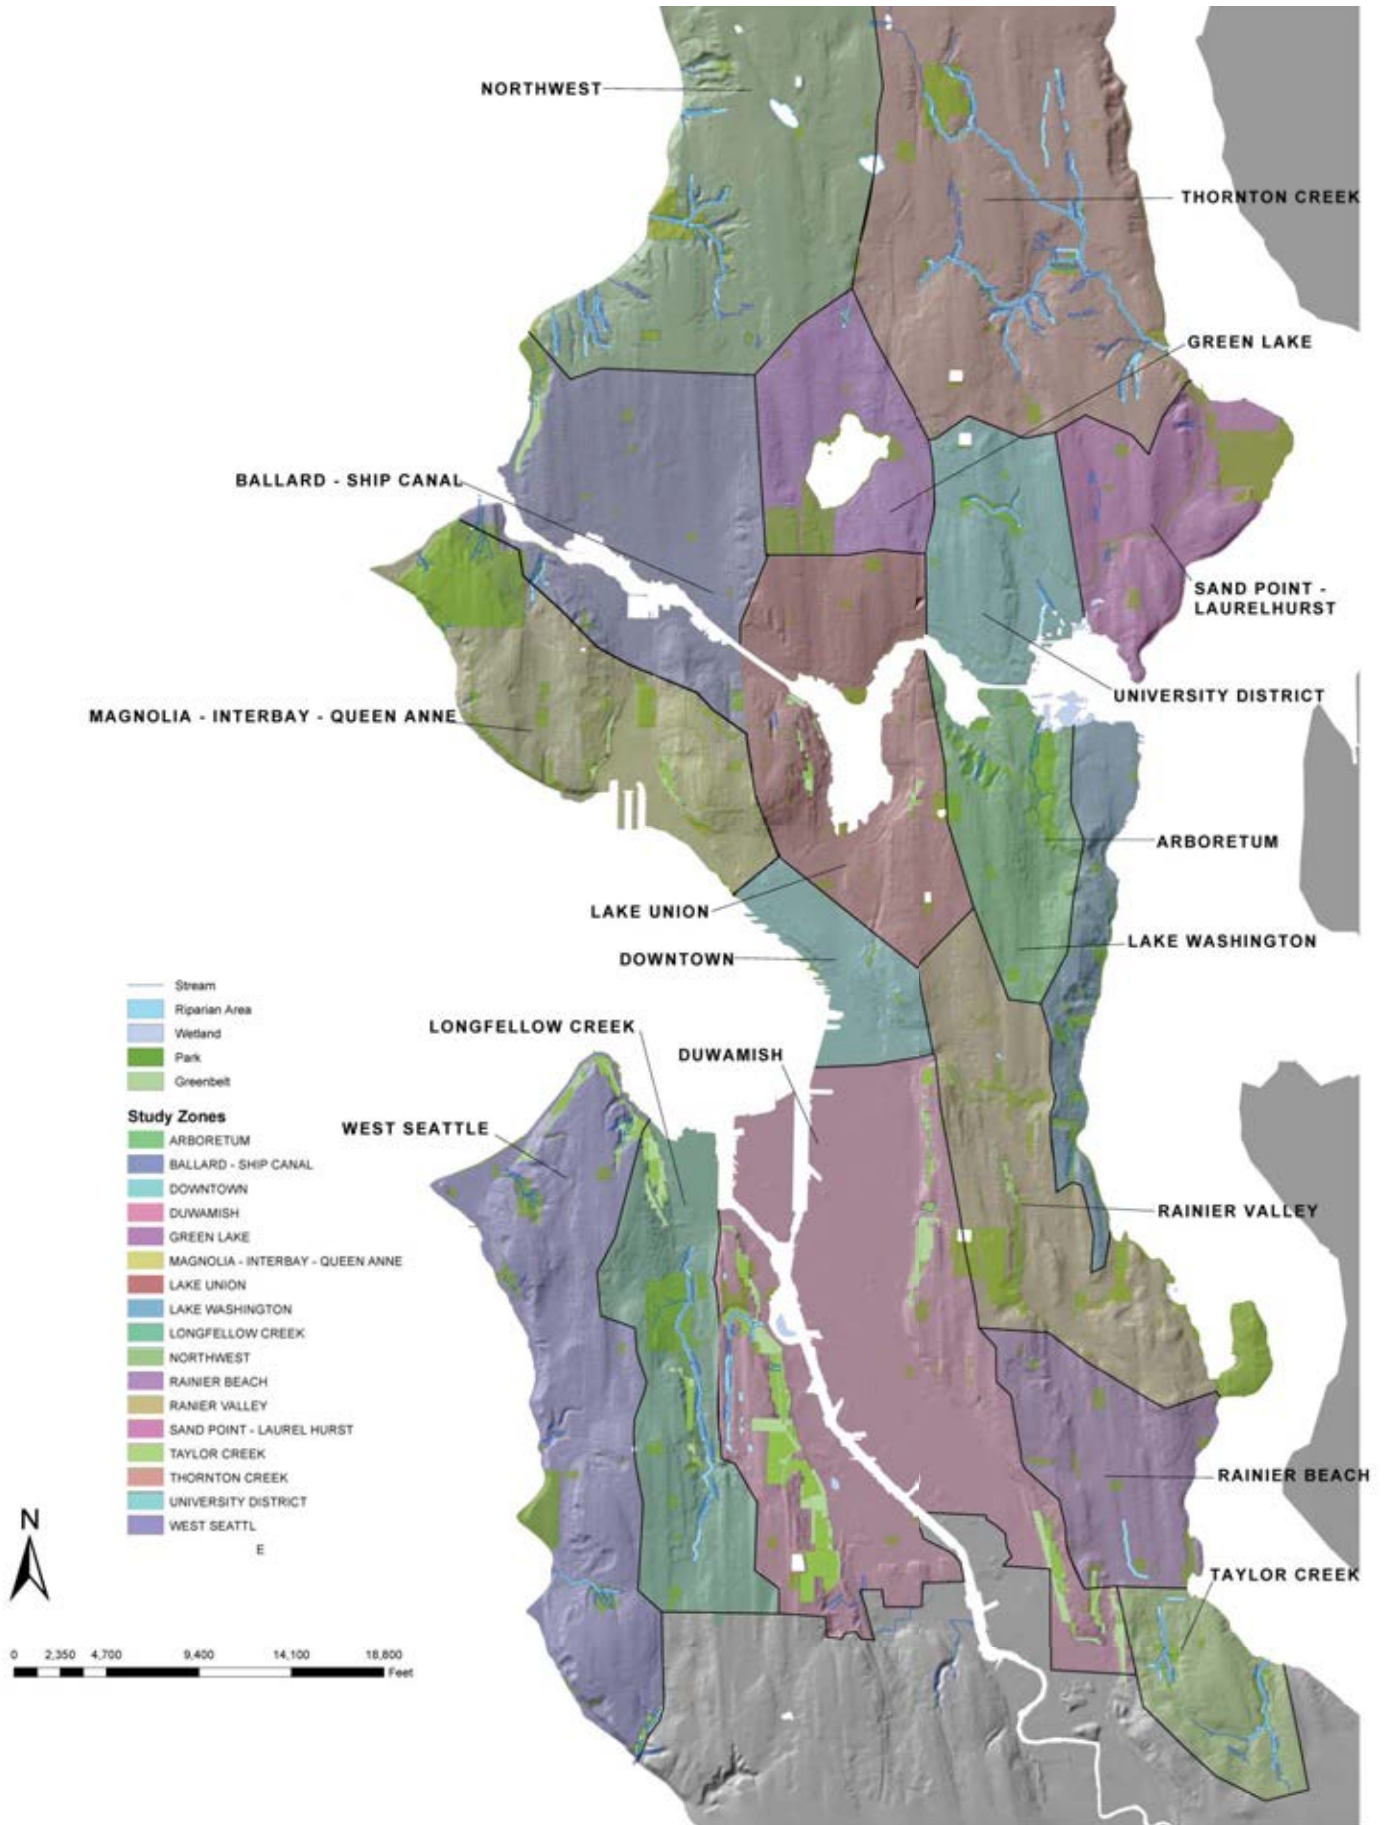 NORTHWEST
THORNTON CREEK
GREEN LAKE
BALLARD - SHIP CANAL
SAND POINT -
LAURELHURST
UNIVERSITY DISTRICT
MAGNOLIA - INTERBAY - QUEEN ANNE
ARBORETUM
LAKE UNION
LAKE WASHINGTON
DOWNTOWN
LONGFELLOW CREEK
DUWAMISH
WEST SEATTLE
RAINIER VALLEY
RAINIER BEACH
TAYLOR CREEK
Stream
Riparian Area
Wetland
Park
Greenbelt
Study Zones
ARBORETUM
BALLARD - SHIP CANAL
DOWNTOWN
DUWAMISH
GREEN LAKE
MAGNOLIA - INTERBAY - QUEEN ANNE
LAKE UNION
LAKE WASHINGTON
LONGFELLOW CREEK
NORTHWEST
RAINIER BEACH
RANIER VALLEY
SAND POINT - LAUREL HURST
TAYLOR CREEK
THORNTON CREEK
UNIVERSITY DISTRICT
WEST SEATTL
E
N
0 2,350 4,700 9,400 14,100 18,800
Feet